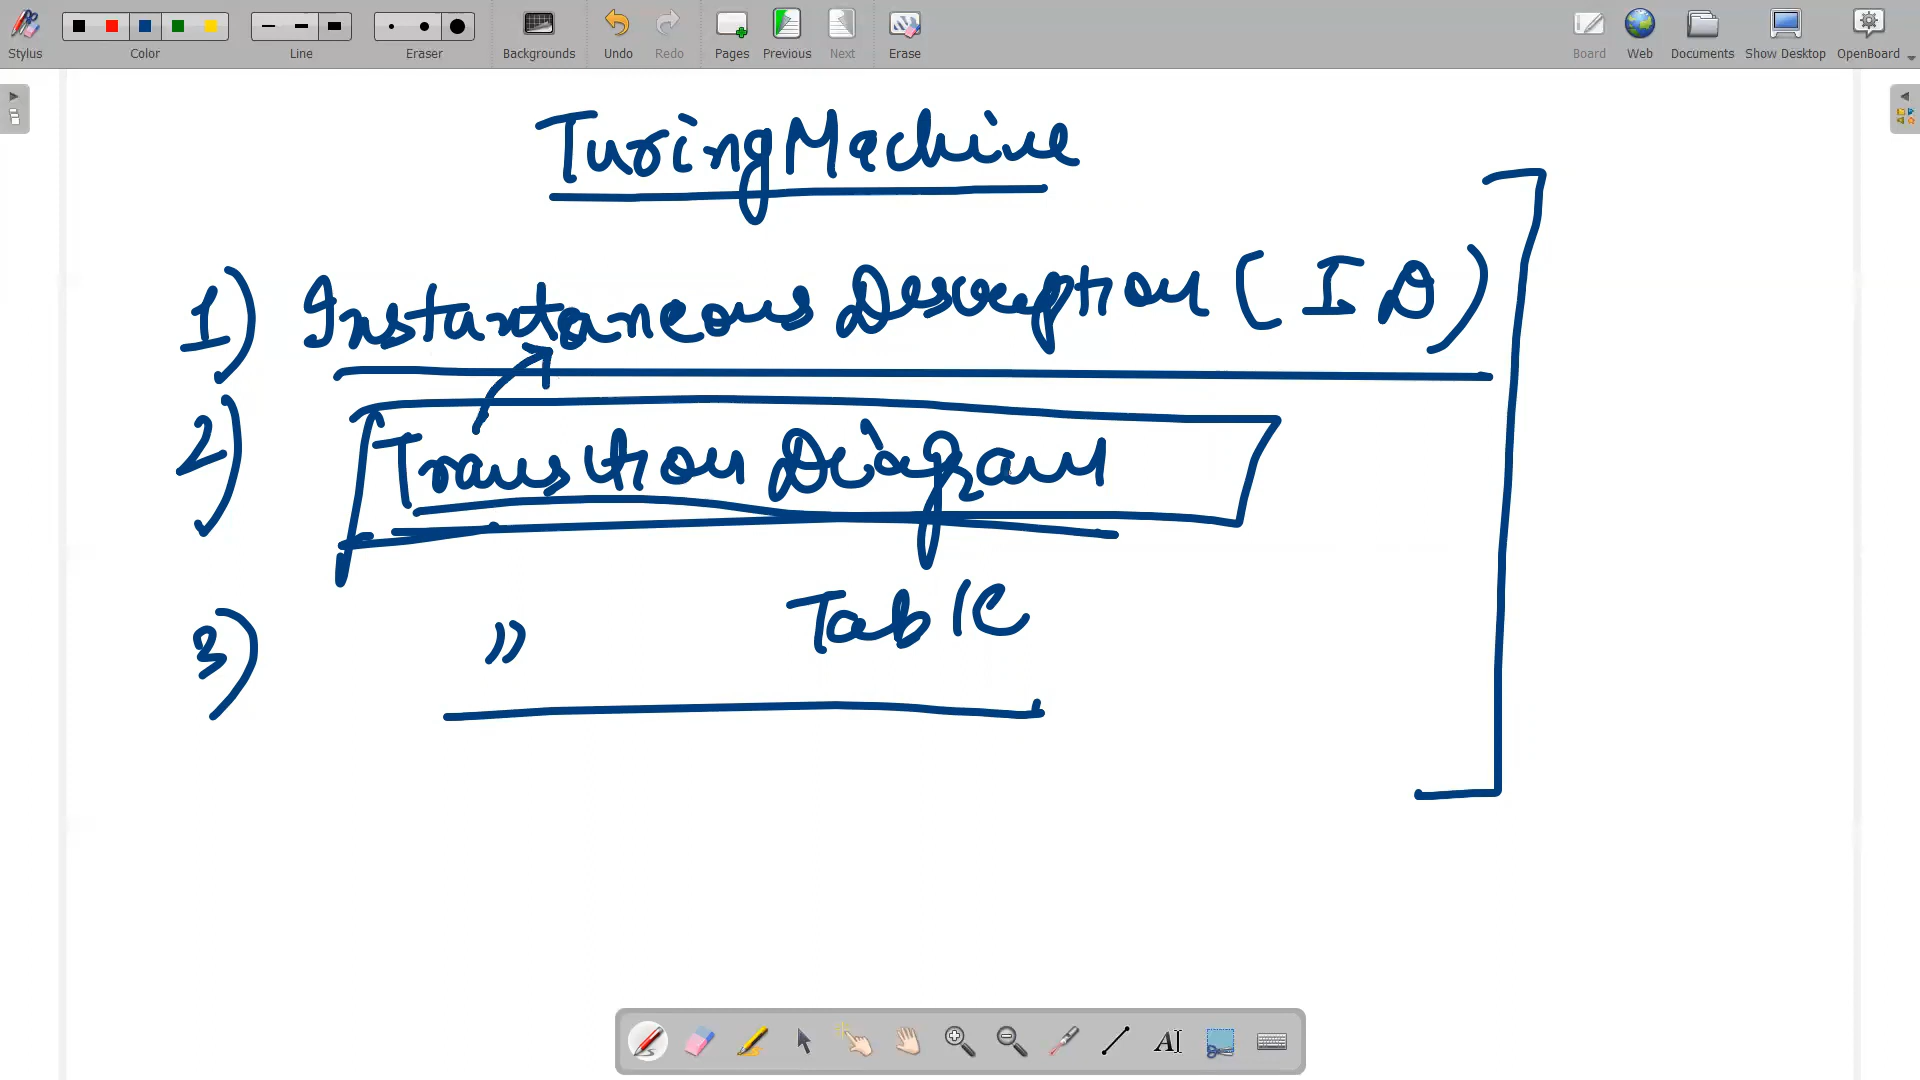 Stylus
Color
Line
Eraser
Backgrounds
Undo
Redo
Pages
Previous
Next
Erase
Board
Web
Documents
Show Desktop
OpenBoard
Turing Machine
1) Instantaneous Description ( ID )
2) Transition Diagram
3) " Table
AI